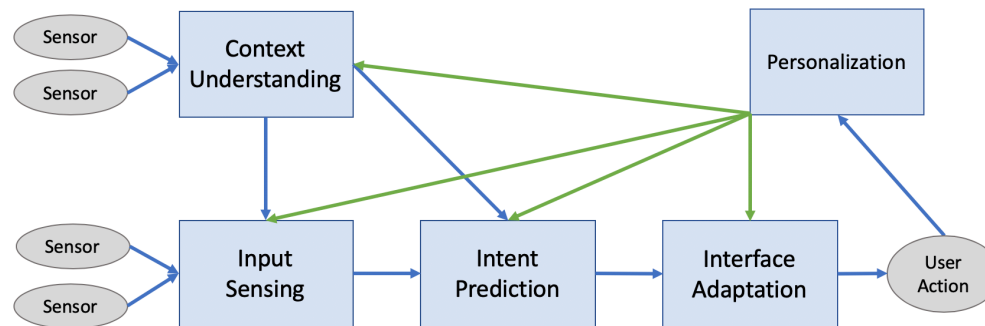 Sensor
Sensor
Context
Understanding
Personalization
Sensor
Sensor
Input
Sensing
Intent
Prediction
Interface
Adaptation
User
Action